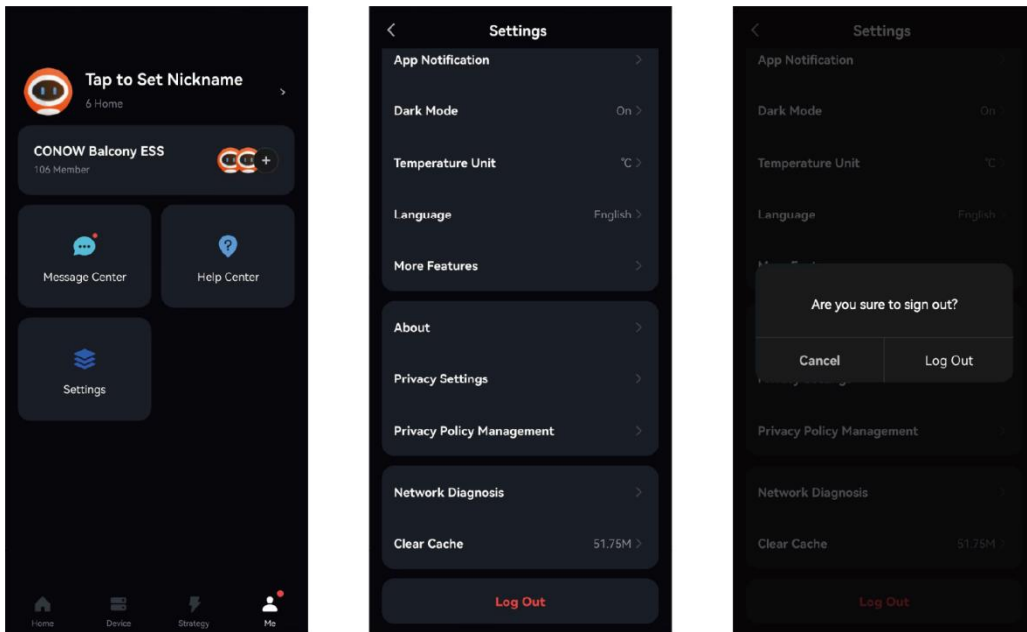 Tap to Set Nickname
6 Home
CONOW Balcony ESS
106 Member
Message Center
Help Center
Settings
Home
Device
Strategy
Me
Settings
App Notification
Dark Mode
On
Temperature Unit
℃
Language
English
More Features
About
Privacy Settings
Privacy Policy Management
Network Diagnosis
Clear Cache
51.75M
Log Out
Settings
App Notification
Dark Mode
On
Temperature Unit
℃
Language
English
Are you sure to sign out?
Cancel
Log Out
Privacy Policy Management
Network Diagnosis
Clear Cache
51.75M
Log Out